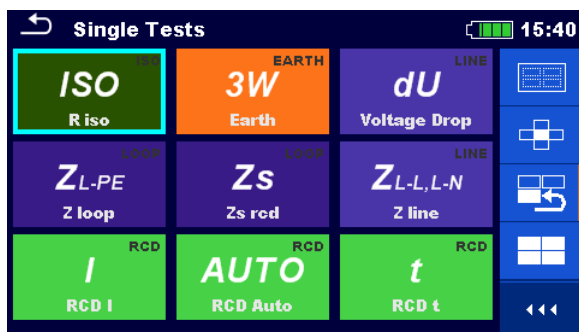 Single Tests
15:40
ISO
ISO
R iso
EARTH
3W
Earth
LINE
dU
Voltage Drop
LOOP
ZL-PE
Z loop
LOOP
Zs
Zs rcd
LINE
ZL-L,L-N
Z line
RCD
I
RCD I
RCD
AUTO
RCD Auto
RCD
t
RCD t